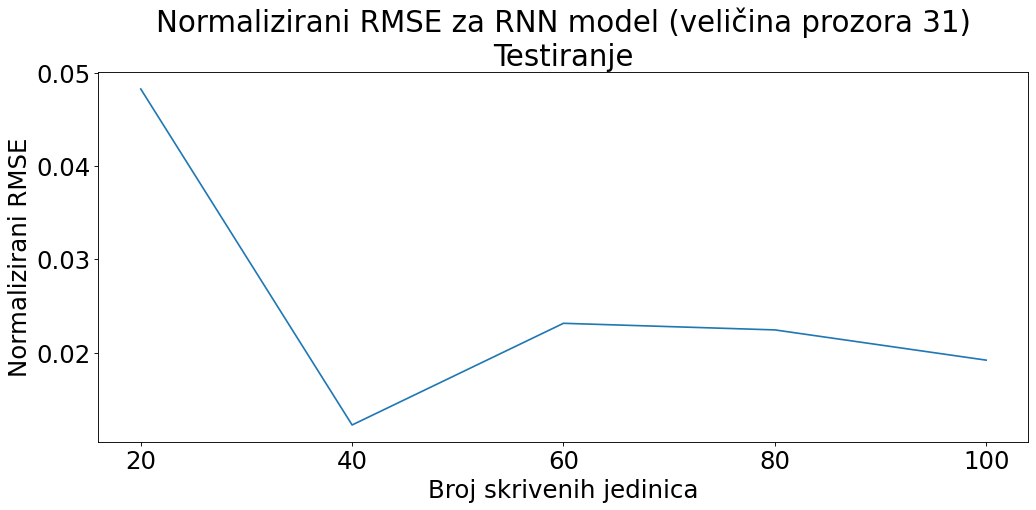 Normalizirani RMSE za RNN model (veličina prozora 31)
Testiranje
0.05
0.04
0.03
0.02
Normalizirani RMSE
20 40 60 80 100
Broj skrivenih jedinica